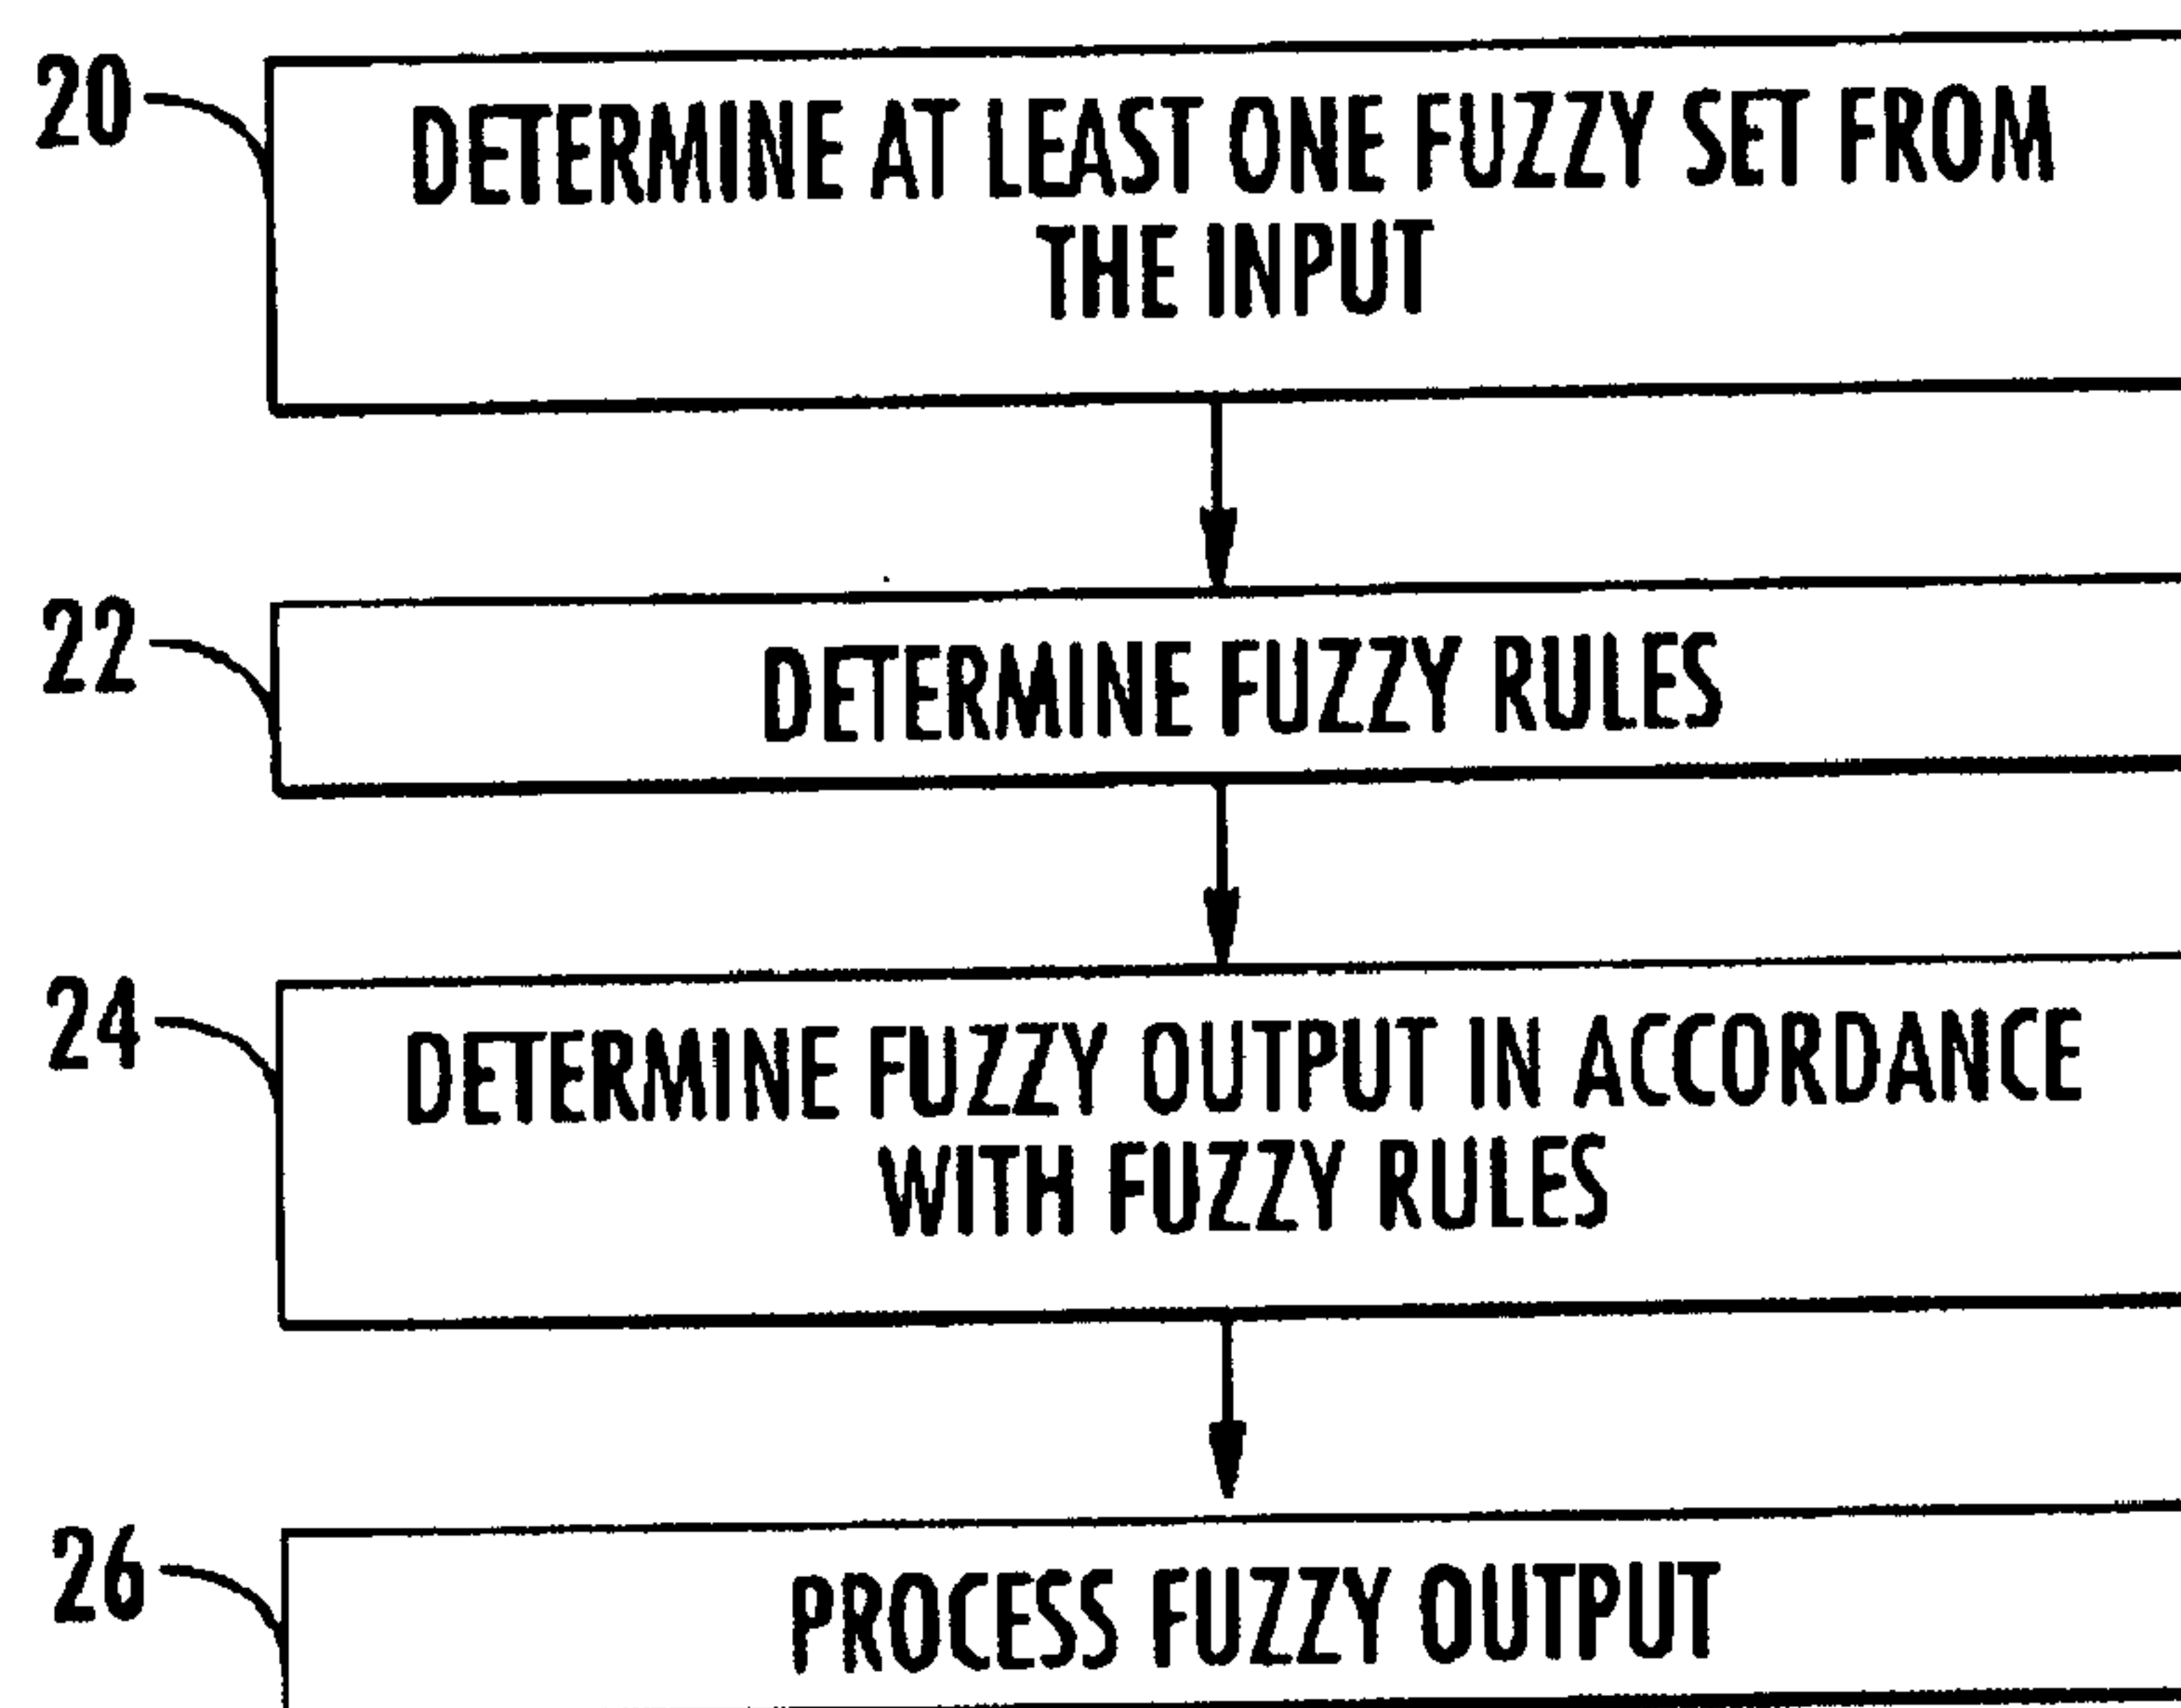 20
DETERMINE AT LEAST ONE FUZZY SET FROM
THE INPUT
22
DETERMINE FUZZY RULES
24
DETERMINE FUZZY OUTPUT IN ACCORDANCE
WITH FUZZY RULES
26
PROCESS FUZZY OUTPUT